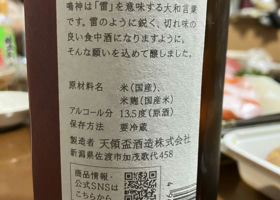 鳴神は「雷」を意味する大和言葉
です。雷のように鋭く、切れ味の
良い食中酒になりますように。
そんな願いを込めて醸しました。
原材料名 米(国産)、
米麹(国産米)
アルコール分 13.5度(原酒)
保存方法 要冷蔵
製造者 天領盃酒造株式会社
新潟県佐渡市加茂歌代458
商品情報・
公式SNSは
こちらから